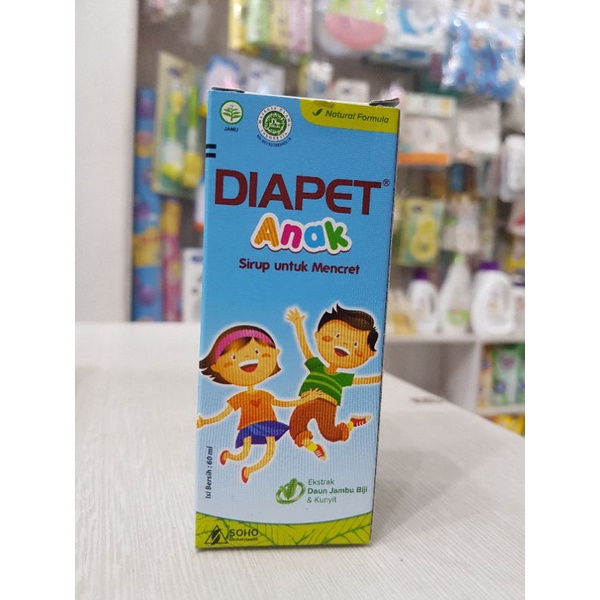 JAMU
Natural Formula
DIAPET®
Anak
Sirup untuk Mencret
Isi Bersih : 60 ml
Ekstrak
Daun Jambu Biji
& Kunyit
SOHO